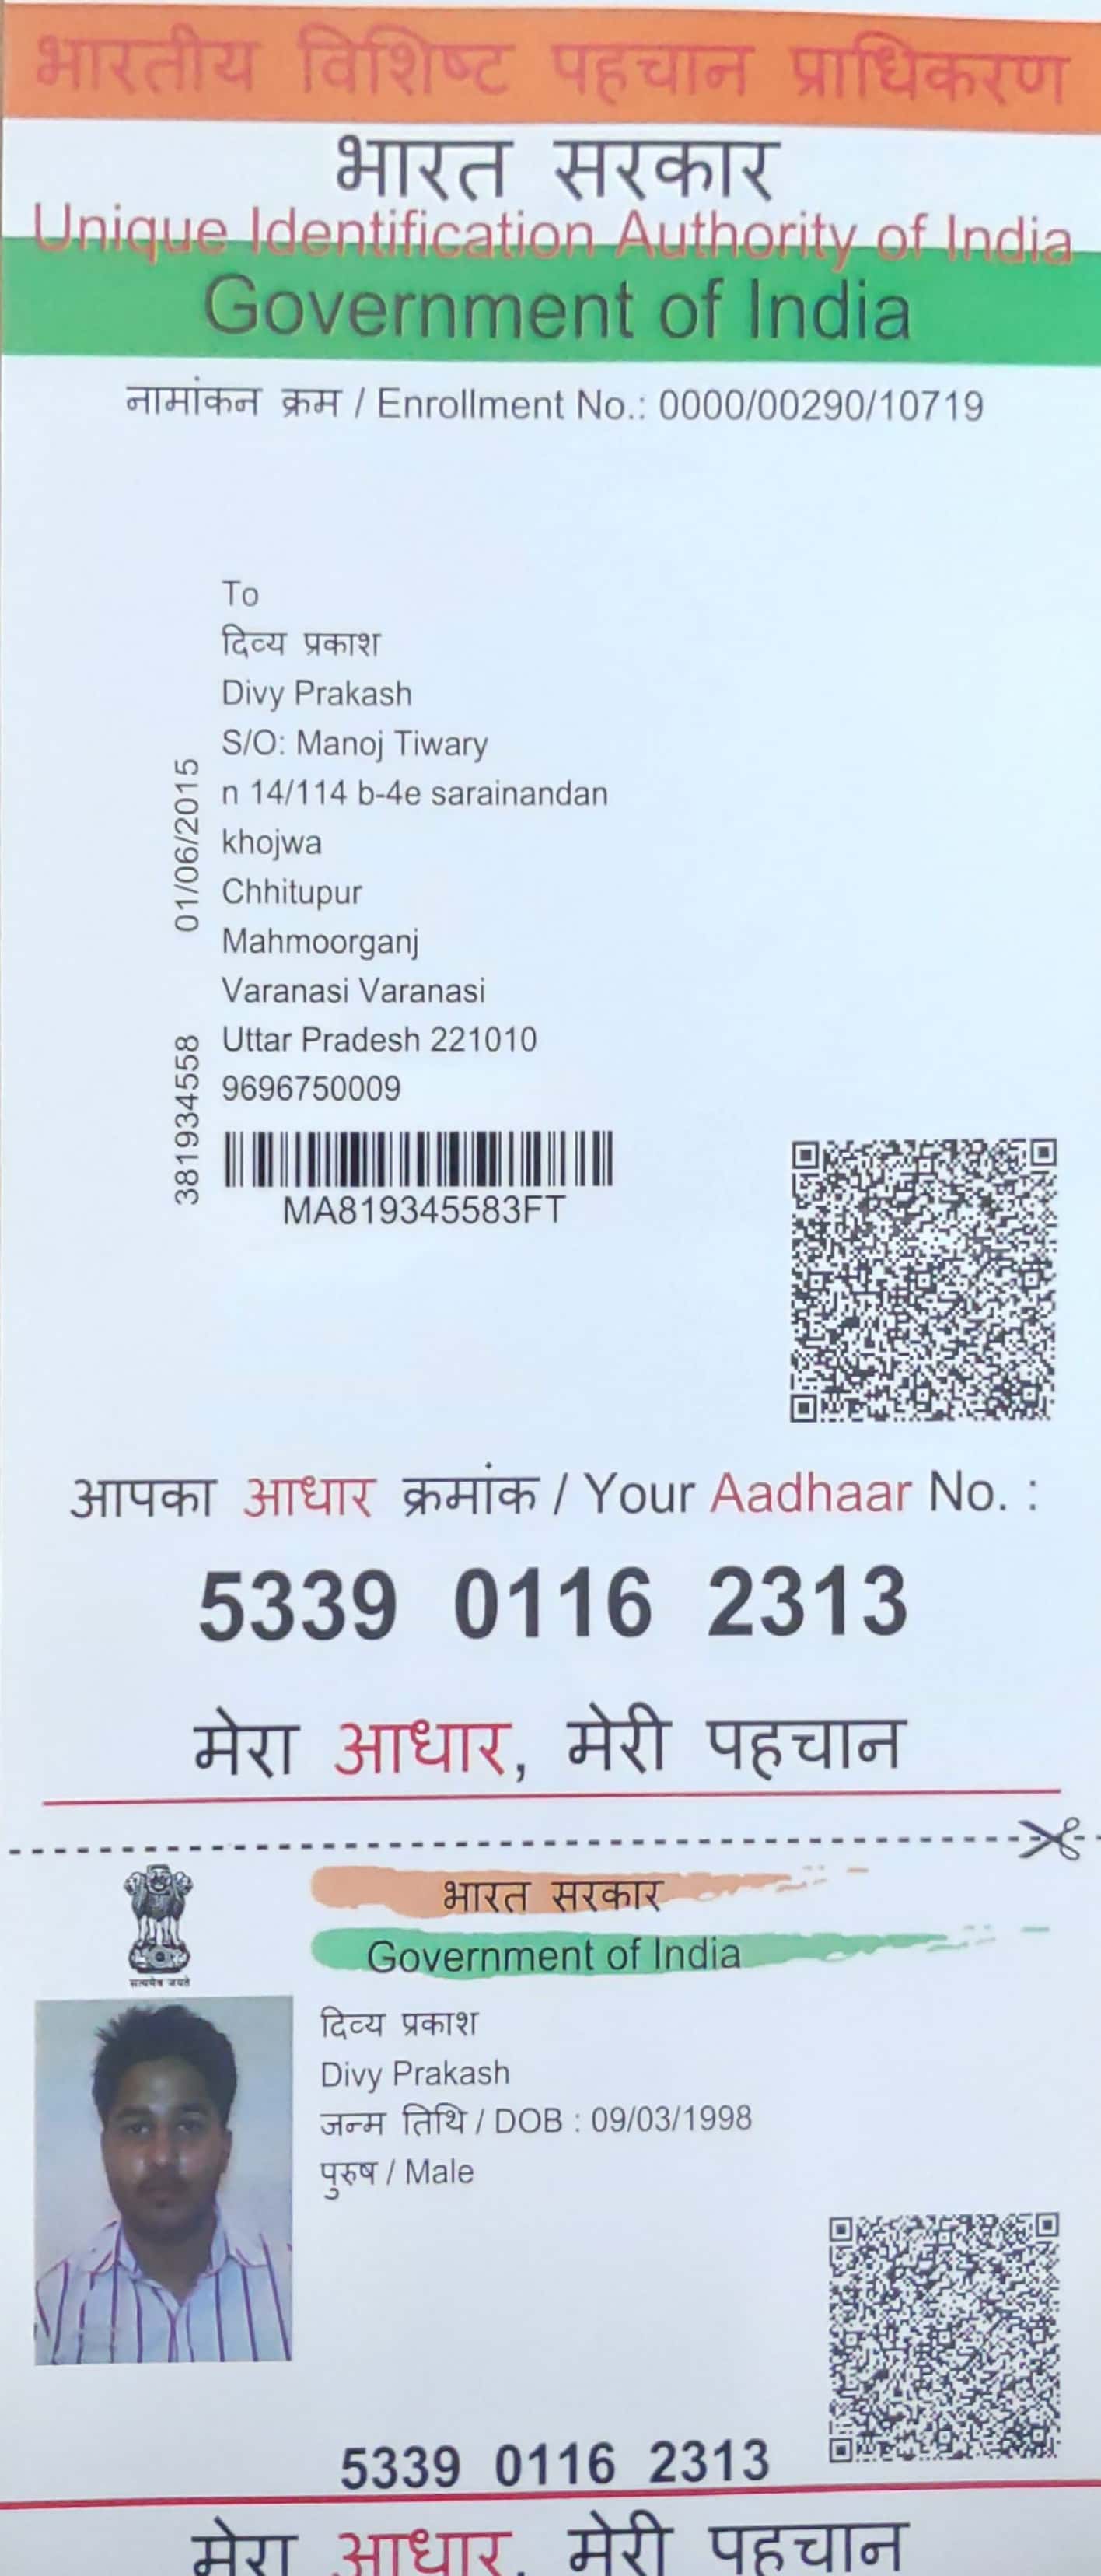 भारतीय विशिष्ट पहचान प्राधिकरण
भारत सरकार
Unique Identification Authority of India
Government of India
नामांकन क्रम / Enrollment No.: 0000/00290/10719
To
दिव्य प्रकाश
Divy Prakash
S/O: Manoj Tiwary
n 14/114 b-4e sarainandan
khojwa
Chhitupur
Mahmoorganj
Varanasi Varanasi
Uttar Pradesh 221010
9696750009
381934558 01/06/2015
MA819345583FT
आपका आधार क्रमांक / Your Aadhaar No. :
5339 0116 2313
मेरा आधार, मेरी पहचान
भारत सरकार
Government of India
सत्यमेव जयते
दिव्य प्रकाश
Divy Prakash
जन्म तिथि / DOB : 09/03/1998
पुरुष / Male
5339 0116 2313
मेरा आधार, मेरी पहचान